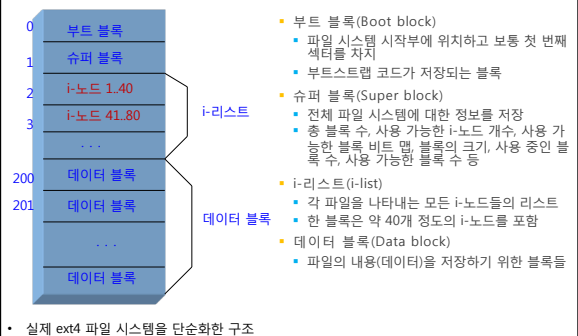 0
부트 블록
1
슈퍼 블록
2
i-노드 1..40
3
i-노드 41..80
. . .
200
데이터 블록
201
데이터 블록
. . .
데이터 블록
i-리스트
데이터 블록
▪ 부트 블록(Boot block)
▪ 파일 시스템 시작부에 위치하고 보통 첫 번째
섹터를 차지
▪ 부트스트랩 코드가 저장되는 블록
▪ 슈퍼 블록(Super block)
▪ 전체 파일 시스템에 대한 정보를 저장
▪ 총 블록 수, 사용 가능한 i-노드 개수, 사용 가
능한 블록 비트 맵, 블록의 크기, 사용 중인 블
록 수, 사용 가능한 블록 수 등
▪ i-리스트(i-list)
▪ 각 파일을 나타내는 모든 i-노드들의 리스트
▪ 한 블록은 약 40개 정도의 i-노드를 포함
▪ 데이터 블록(Data block)
▪ 파일의 내용(데이터)을 저장하기 위한 블록들
• 실제 ext4 파일 시스템을 단순화한 구조